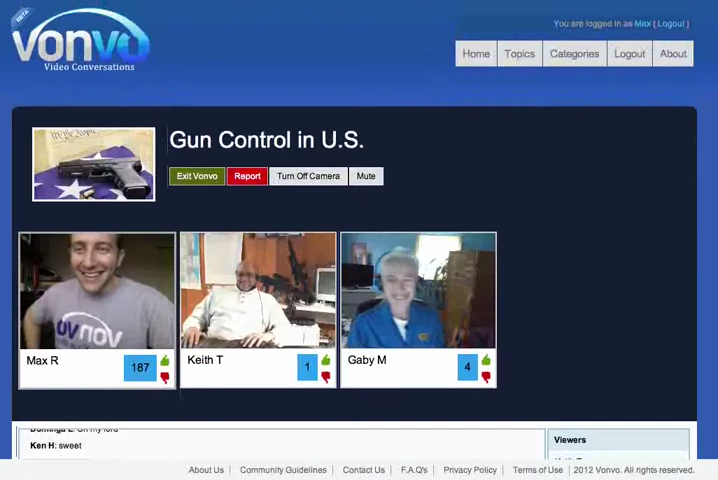 BETA
vonvo
Video Conversations
You are logged in as Max [ Logout ]
Home Topics Categories Logout About
We the People
Gun Control in U.S.
Exit Vonvo Report Turn Off Camera Mute
vonvo
Max R 187
Keith T 1
Gaby M 4
Ken H: sweet
Viewers
About Us | Community Guidelines | Contact Us | F.A.Q's | Privacy Policy | Terms of Use | 2012 Vonvo. All rights reserved.